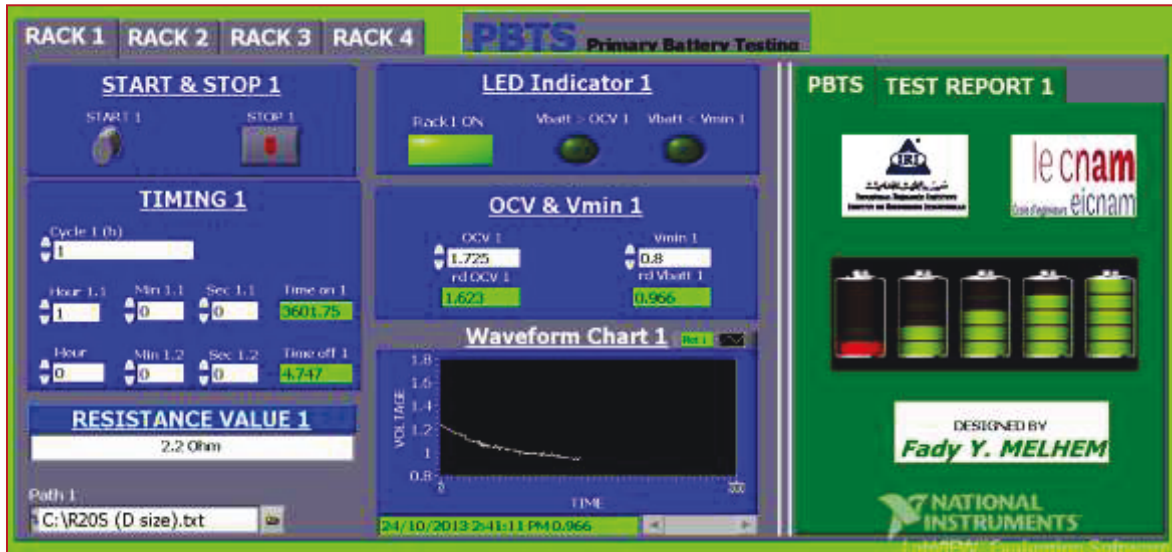 RACK 1 RACK 2 RACK 3 RACK 4
PBTS Primary Battery Testing
START & STOP 1
START 1 STOP 1
LED Indicator 1
Rack1 ON Vbatt > OCV 1 Vbatt < Vmin 1
TIMING 1
Cycle 1 (h)
1
Hour 1.1 Min 1.1 Sec 1.1 Time on 1
1 0 0 3601.75
Hour Min 1.2 Sec 1.2 Time off 1
0 0 0 4.747
OCV & Vmin 1
OCV 1 Vmin 1
1.725 0.8
rd OCV 1 rd Vbatt 1
1.623 0.966
RESISTANCE VALUE 1
2.2 Ohm
Path 1
C:\R20S (D size).txt
Waveform Chart 1
1.8
1.6
1.4
1.2
1
0.8
VOLTAGE
0
TIME
24/10/2013 2:41:11 PM 0.966
PBTS TEST REPORT 1
IRI
INDUSTRIAL RESEARCH INSTITUTE
le cnam
eicnam
DESIGNED BY
Fady Y. MELHEM
NATIONAL
INSTRUMENTS
LabVIEW Evaluation Software